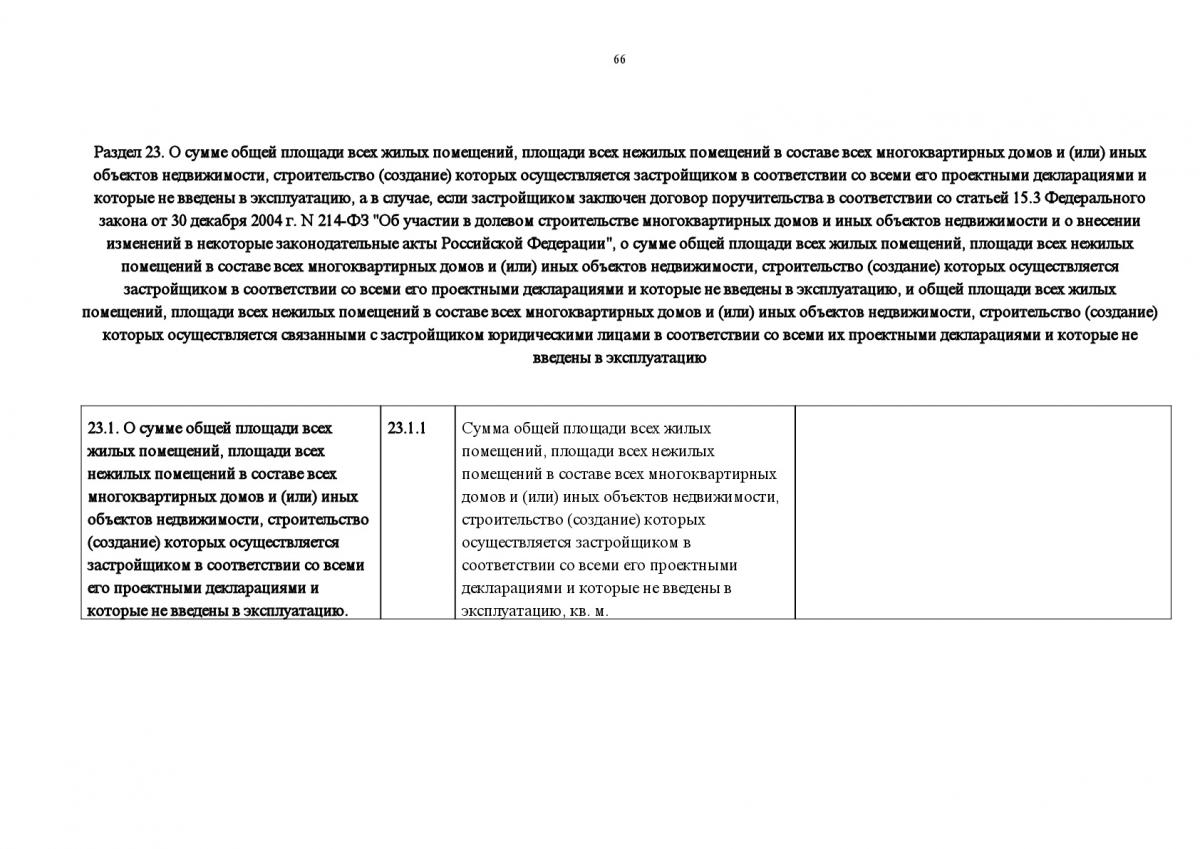 66
Раздел 23. О сумме общей площади всех жилых помещений, площади всех нежилых помещений в составе всех многоквартирных домов и (или) иных
объектов недвижимости, строительство (создание) которых осуществляется застройщиком в соответствии со всеми его проектными декларациями и
которые не введены в эксплуатацию, а в случае, если застройщиком заключен договор поручительства в соответствии со статьей 15.3 Федерального
закона от 30 декабря 2004 г. N 214-ФЗ "Об участии в долевом строительстве многоквартирных домов и иных объектов недвижимости и о внесении
изменений в некоторые законодательные акты Российской Федерации", о сумме общей площади всех жилых помещений, площади всех нежилых
помещений в составе всех многоквартирных домов и (или) иных объектов недвижимости, строительство (создание) которых осуществляется
застройщиком в соответствии со всеми его проектными декларациями и которые не введены в эксплуатацию, и общей площади всех жилых
помещений, площади всех нежилых помещений в составе всех многоквартирных домов и (или) иных объектов недвижимости, строительство (создание)
которых осуществляется связанными с застройщиком юридическими лицами в соответствии со всеми их проектными декларациями и которые не
введены в эксплуатацию
23.1. О сумме общей площади всех
жилых помещений, площади всех
нежилых помещений в составе всех
многоквартирных домов и (или) иных
объектов недвижимости, строительство
(создание) которых осуществляется
застройщиком в соответствии со всеми
его проектными декларациями и
которые не введены в эксплуатацию.
23.1.1
Сумма общей площади всех жилых
помещений, площади всех нежилых
помещений в составе всех многоквартирных
домов и (или) иных объектов недвижимости,
строительство (создание) которых
осуществляется застройщиком в
соответствии со всеми его проектными
декларациями и которые не введены в
эксплуатацию, кв. м.